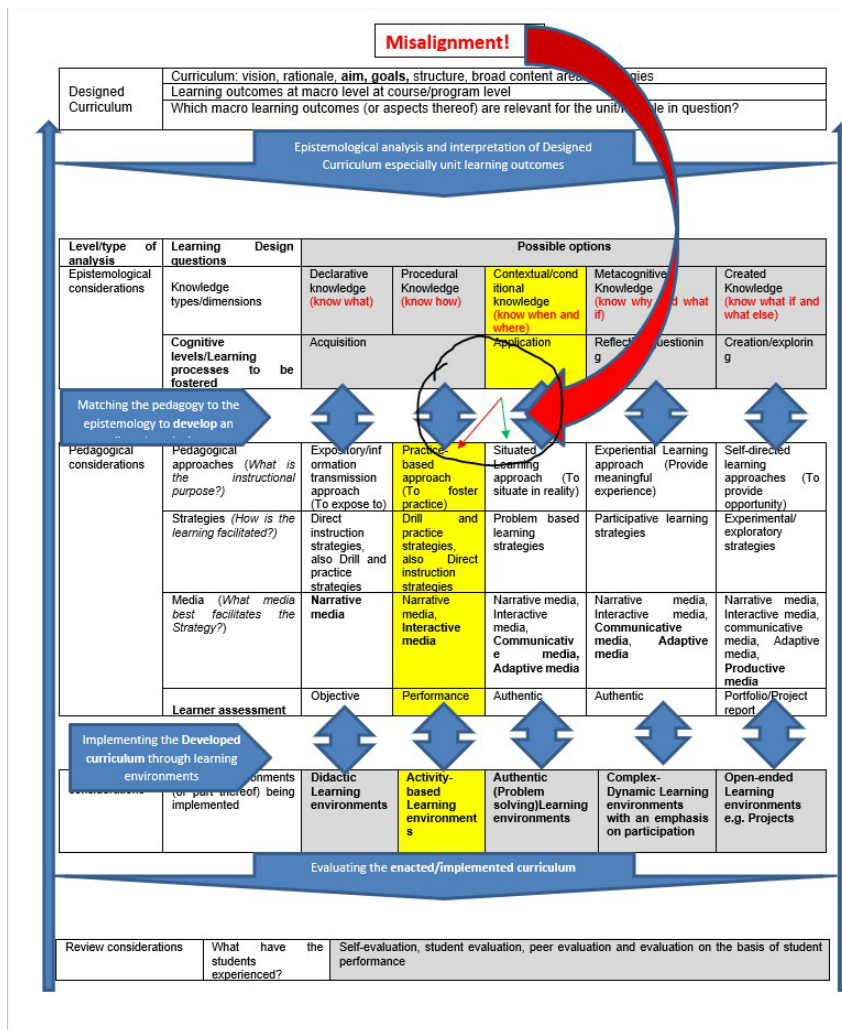 Misalignment!
Designed
Curriculum
Curriculum: vision, rationale, aim, goals, structure, broad content area
Learning outcomes at macro level at course/program level
Which macro learning outcomes (or aspects thereof) are relevant for the unit/ in question?
Epistemological analysis and interpretation of Designed
Curriculum especially unit learning outcomes
Level/type of
analysis
Learning Design
questions
Possible options
Epistemological
considerations
Knowledge
types/dimensions
Declarative
knowledge
(know what)
Procedural
Knowledge
(know how)
Contextual/cond
itional
knowledge
(know when and
where)
Metacognitive
Knowledge
(know why and what
if)
Created
Knowledge
(know what if and
what else)
Cognitive
levels/Learning
processes to be
fostered
Acquisition
Application
Reflection/questionin
g
Creation/explorin
g
Matching the pedagogy to the
epistemology to develop an
Pedagogical
considerations
Pedagogical
approaches (What is
the instructional
purpose?)
Expository/inf
ormation
transmission
approach
(To expose to)
Practice-
based
approach
(To foster
practice)
Situated
Learning
approach (To
situate in reality)
Experiential Learning
approach (Provide
meaningful
experience)
Self-directed
learning
approaches (To
provide
opportunity)
Strategies (How is
the learning facilitated?)
Direct
instruction
strategies,
also Drill and
practice
strategies
Drill and
practice
strategies,
also Direct
instruction
strategies
Problem based
learning
strategies
Participative learning
strategies
Experimental/
exploratory
strategies
Media (What media
best facilitates the
Strategy?)
Narrative
media
Narrative
media,
Interactive
media
Narrative media,
Interactive
media,
Communicativ
e media,
Adaptive media
Narrative media,
Interactive media,
Communicative
media, Adaptive
media
Narrative media,
Interactive media,
communicative
media, Adaptive
media,
Productive
media
Learner assessment
Objective
Performance
Authentic
Authentic
Portfolio/Project
report
Implementing the Developed
curriculum through learning
environments
considerations
(or part thereof) being
implemented
Didactic
Learning
environments
Activity-
based
Learning
environment
s
Authentic
(Problem
solving)Learning
environments
Complex-
Dynamic Learning
environments
with an emphasis
on participation
Open-ended
Learning
environments
e.g. Projects
Evaluating the enacted/implemented curriculum
Review considerations
What have the
students
experienced?
Self-evaluation, student evaluation, peer evaluation and evaluation on the basis of student
performance